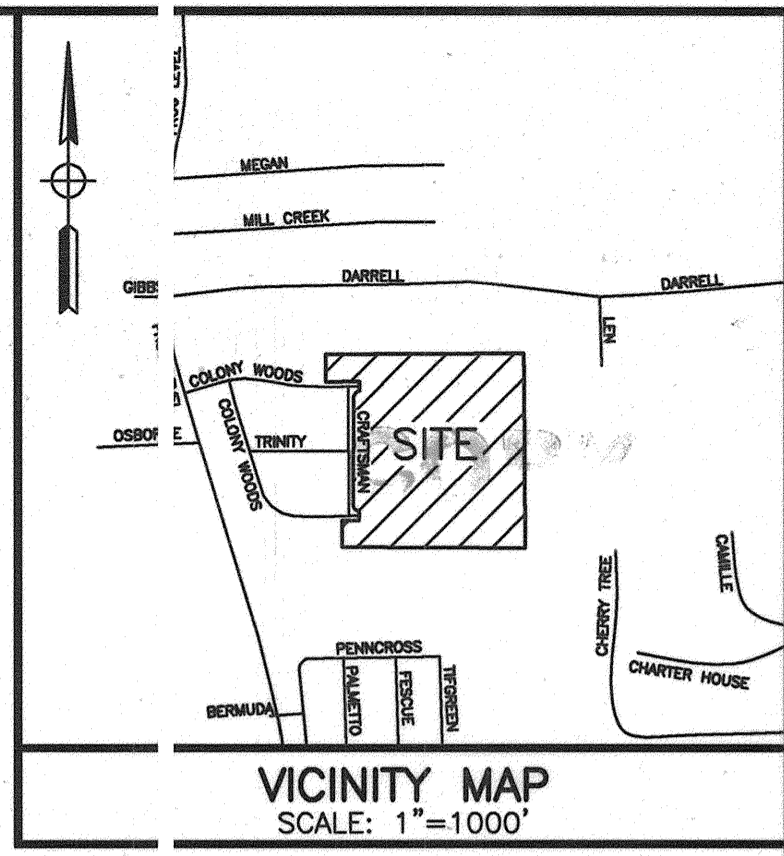 MEGAN
MILL CREEK
DARRELL
DARRELL
LEN
COLONY WOODS
COLONY WOODS
TRINITY
CRAFTSMAN
SITE
CAMILLE
CHERRY TREE
CHARTER HOUSE
PENNCROSS
PALMETTO
FESCUE
TIFGREEN
BERMUDA
VICINITY MAP
SCALE: 1"=1000'